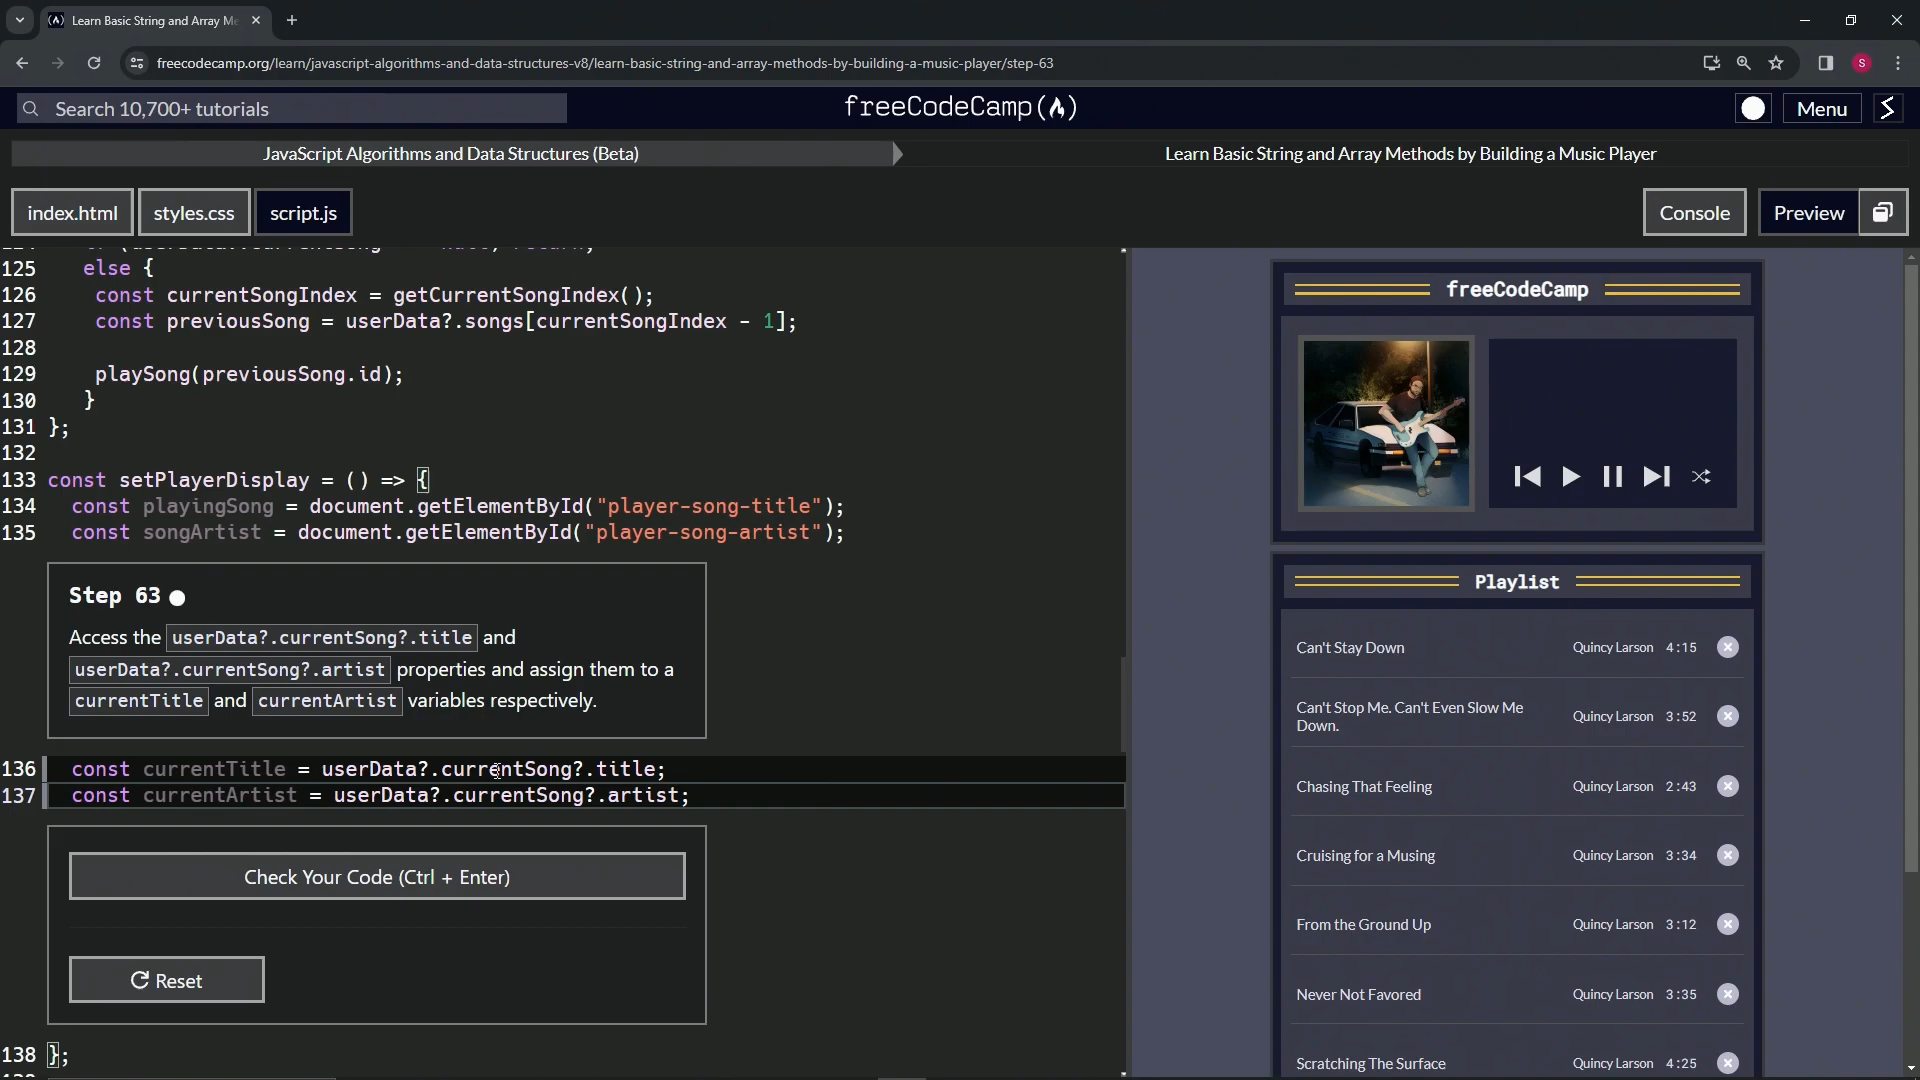 Learn Basic String and Array Me
freecodecamp.org/learn/javascript-algorithms-and-data-structures-v8/learn-basic-string-and-array-methods-by-building-a-music-player/step-63
S
Search 10,700+ tutorials
freeCodeCamp(🔥)
Menu
JavaScript Algorithms and Data Structures (Beta)
Learn Basic String and Array Methods by Building a Music Player
index.html
styles.css
script.js
Console
Preview
125 else {
126 const currentSongIndex = getCurrentSongIndex();
127 const previousSong = userData?.songs[currentSongIndex - 1];
128
129 playSong(previousSong.id);
130 }
131 };
132
133 const setPlayerDisplay = () => {
134 const playingSong = document.getElementById("player-song-title");
135 const songArtist = document.getElementById("player-song-artist");
Step 63
Access the userData?.currentSong?.title and
userData?.currentSong?.artist properties and assign them to a
currentTitle and currentArtist variables respectively.
136 const currentTitle = userData?.currentSong?.title;
137 const currentArtist = userData?.currentSong?.artist;
Check Your Code (Ctrl + Enter)
Reset
138 };
freeCodeCamp
Playlist
Can't Stay Down Quincy Larson 4:15
Can't Stop Me. Can't Even Slow Me
Down. Quincy Larson 3:52
Chasing That Feeling Quincy Larson 2:43
Cruising for a Musing Quincy Larson 3:34
From the Ground Up Quincy Larson 3:12
Never Not Favored Quincy Larson 3:35
Scratching The Surface Quincy Larson 4:25